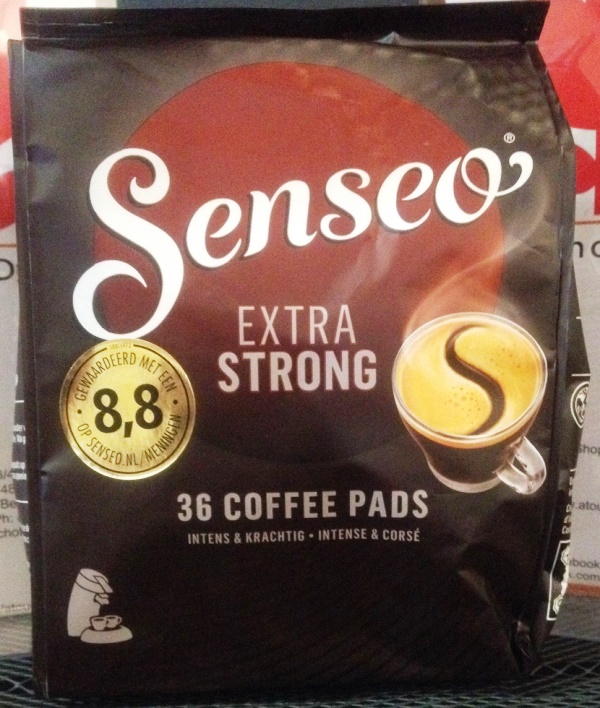 Senseo®
EXTRA
STRONG
GEWAARDEERD MET EEN
8,8
OP SENSEO.NL/MENINGEN
36 COFFEE PADS
INTENS & KRACHTIG • INTENSE & CORSÉ